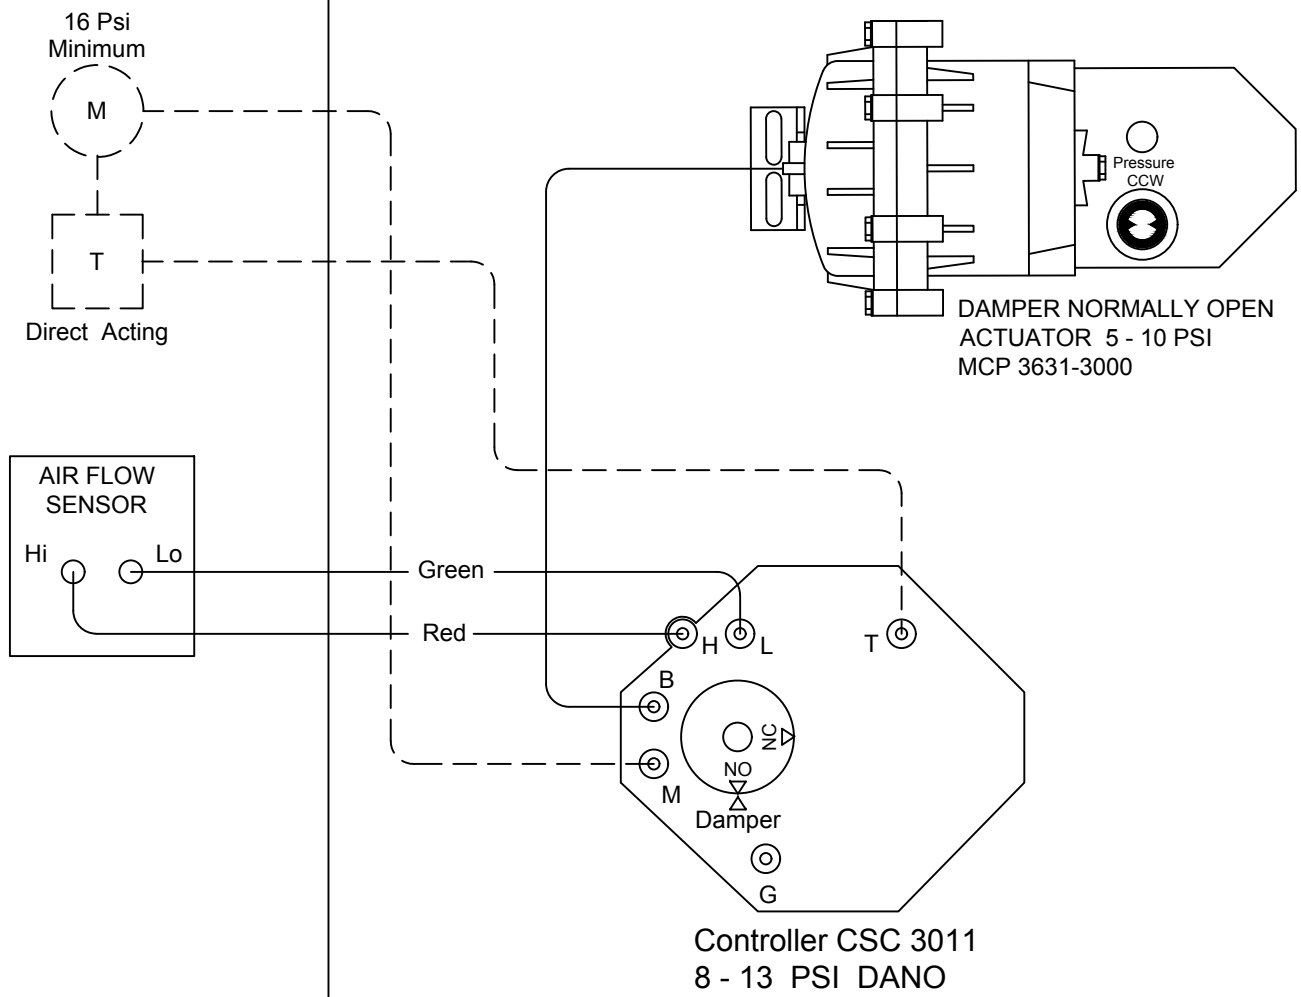 16 Psi
Minimum
M
T
Direct Acting
Pressure
CCW
DAMPER NORMALLY OPEN
ACTUATOR 5 - 10 PSI
MCP 3631-3000
AIR FLOW
SENSOR
Hi
Lo
Green
Red
H
L
T
B
NC
NO
M
Damper
G
Controller CSC 3011
8 - 13 PSI DANO